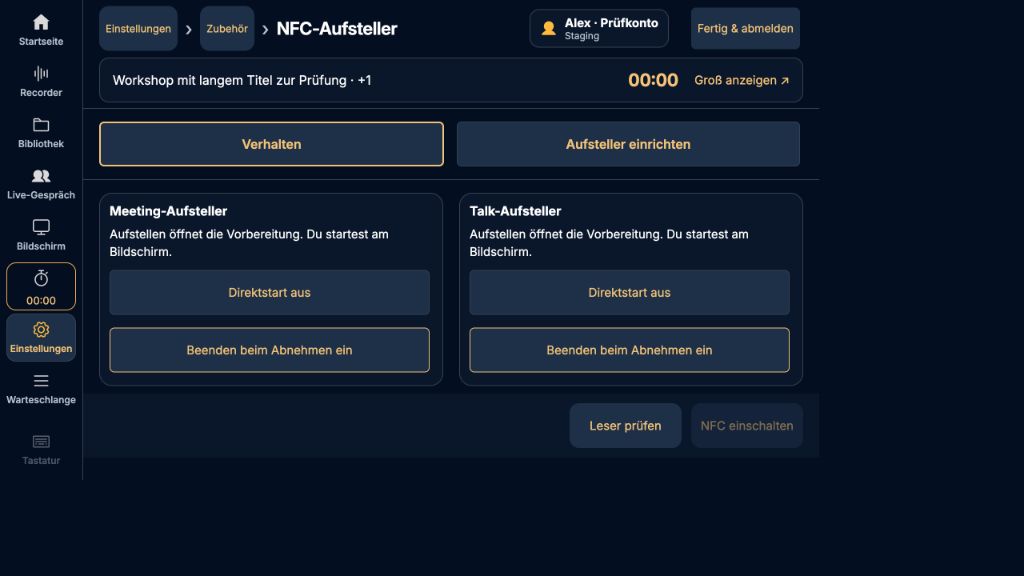 Startseite
Recorder
Bibliothek
Live-Gespräch
Bildschirm
00:00
Einstellungen
Warteschlange
Tastatur
Einstellungen › Zubehör › NFC-Aufsteller
Alex · Prüfkonto
Staging
Fertig & abmelden
Workshop mit langem Titel zur Prüfung · +1
00:00
Groß anzeigen ↗
Verhalten
Aufsteller einrichten
Meeting-Aufsteller
Aufstellen öffnet die Vorbereitung. Du startest am
Bildschirm.
Direktstart aus
Beenden beim Abnehmen ein
Talk-Aufsteller
Aufstellen öffnet die Vorbereitung. Du startest am
Bildschirm.
Direktstart aus
Beenden beim Abnehmen ein
Leser prüfen
NFC einschalten